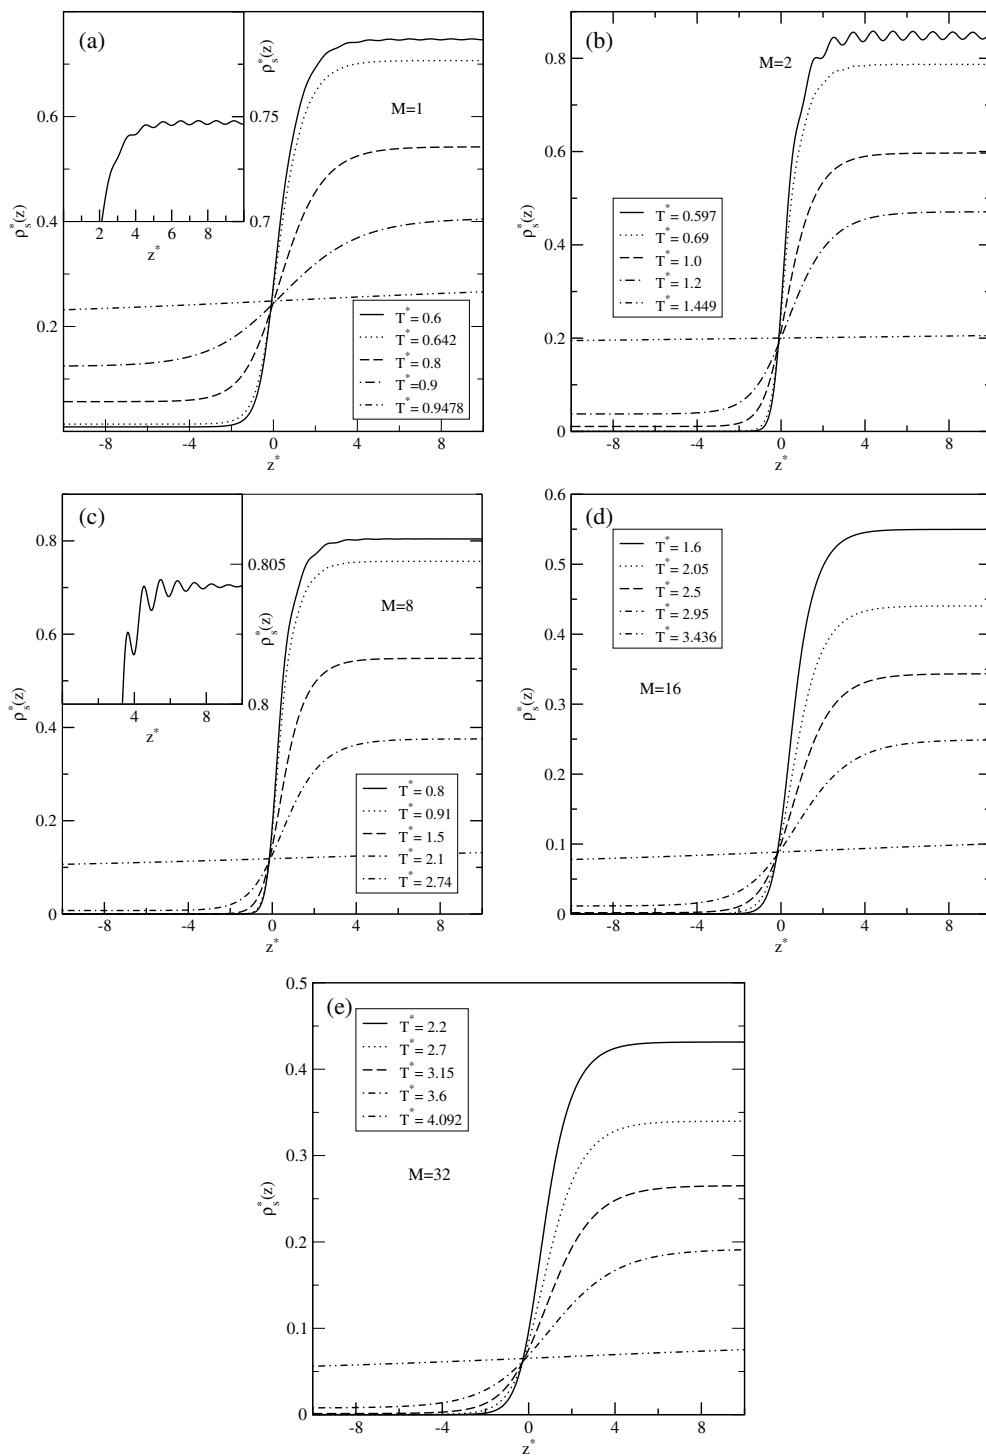 (a)
ρ*s(z)
0.75
0.7
2 4 6 8
z*
M=1
0.6
0.4
0.2
ρ*s(z)
T* = 0.6
T* = 0.642
T* = 0.8
T* =0.9
T* = 0.9478
-8 -4 0 4 8
z*
(b)
M=2
0.8
0.6
0.4
0.2
0
ρ*s(z)
T* = 0.597
T* = 0.69
T* = 1.0
T* = 1.2
T* = 1.449
-8 -4 0 4 8
z*
(c)
0.805
0.8
ρ*s(z)
4 8
z*
M=8
0.8
0.6
0.4
0.2
0
ρ*s(z)
T* = 0.8
T* = 0.91
T* = 1.5
T* = 2.1
T* = 2.74
-8 -4 0 4 8
z*
(d)
0.6
0.5
0.4
0.3
0.2
0.1
0
ρ*s(z)
T* = 1.6
T* = 2.05
T* = 2.5
T* = 2.95
T* = 3.436
M=16
-8 -4 0 4 8
z*
(e)
0.5
0.4
0.3
0.2
0.1
0
ρ*s(z)
T* = 2.2
T* = 2.7
T* = 3.15
T* = 3.6
T* = 4.092
M=32
-8 -4 0 4 8
z*